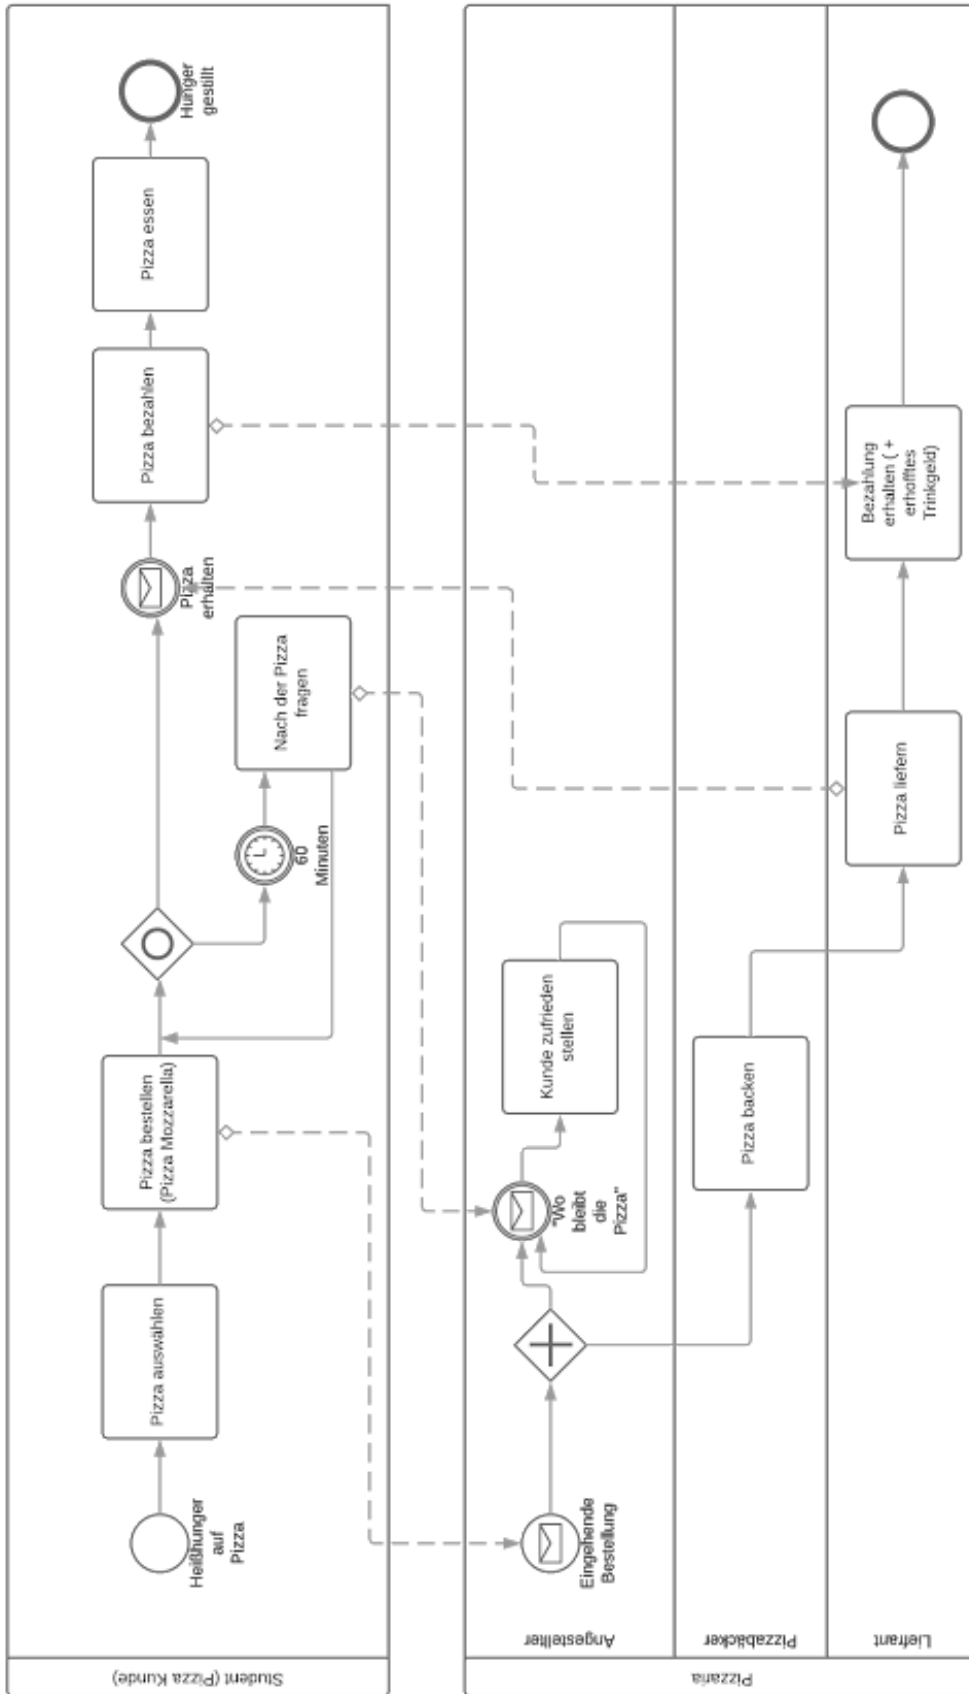 Student (Pizza Kunde)
Heißhunger
auf
Pizza
Pizza auswählen
Pizza bestellen
(Pizza Mozzarella)
60
Minuten
Nach der Pizza
fragen
Pizza
erhalten
Pizza bezahlen
Pizza essen
Hunger
gestillt
Pizzaria
Angestellter
Eingehende
Bestellung
"Wo
bleibt
die
Pizza"
Kunde zufrieden
stellen
Pizzabäcker
Pizza backen
Liefrant
Pizza liefern
Bezahlung
erhalten ( +
erhofftes
Trinkgeld)